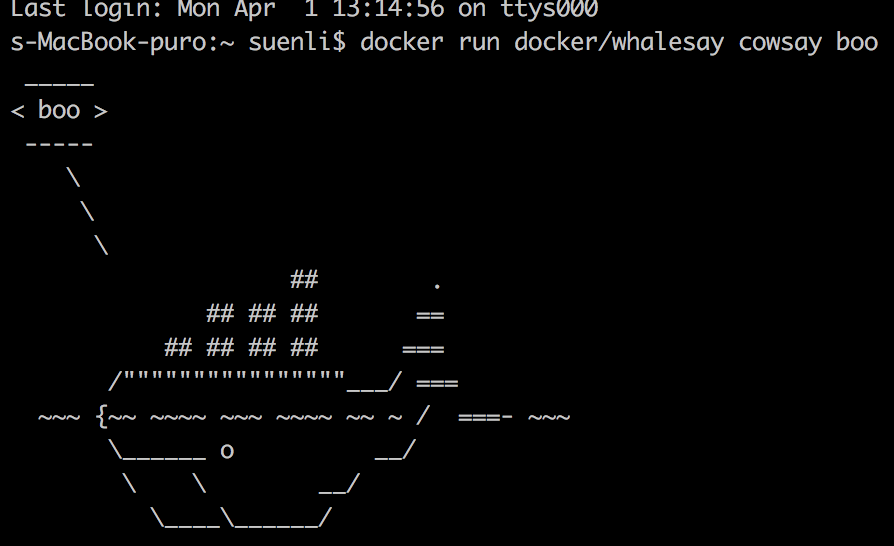 Last login: Mon Apr  1 13:14:56 on ttys000
s-MacBook-puro:~ suenli$ docker run docker/whalesay cowsay boo
 _____
< boo >
 -----
    \
     \
      \
                    ##        .
              ## ## ##       ==
           ## ## ## ##      ===
       /""""""""""""""""___/ ===
  ~~~ {~~ ~~~~ ~~~ ~~~~ ~~ ~ /  ===- ~~~
       \______ o          __/
        \    \        __/
          \____\______/